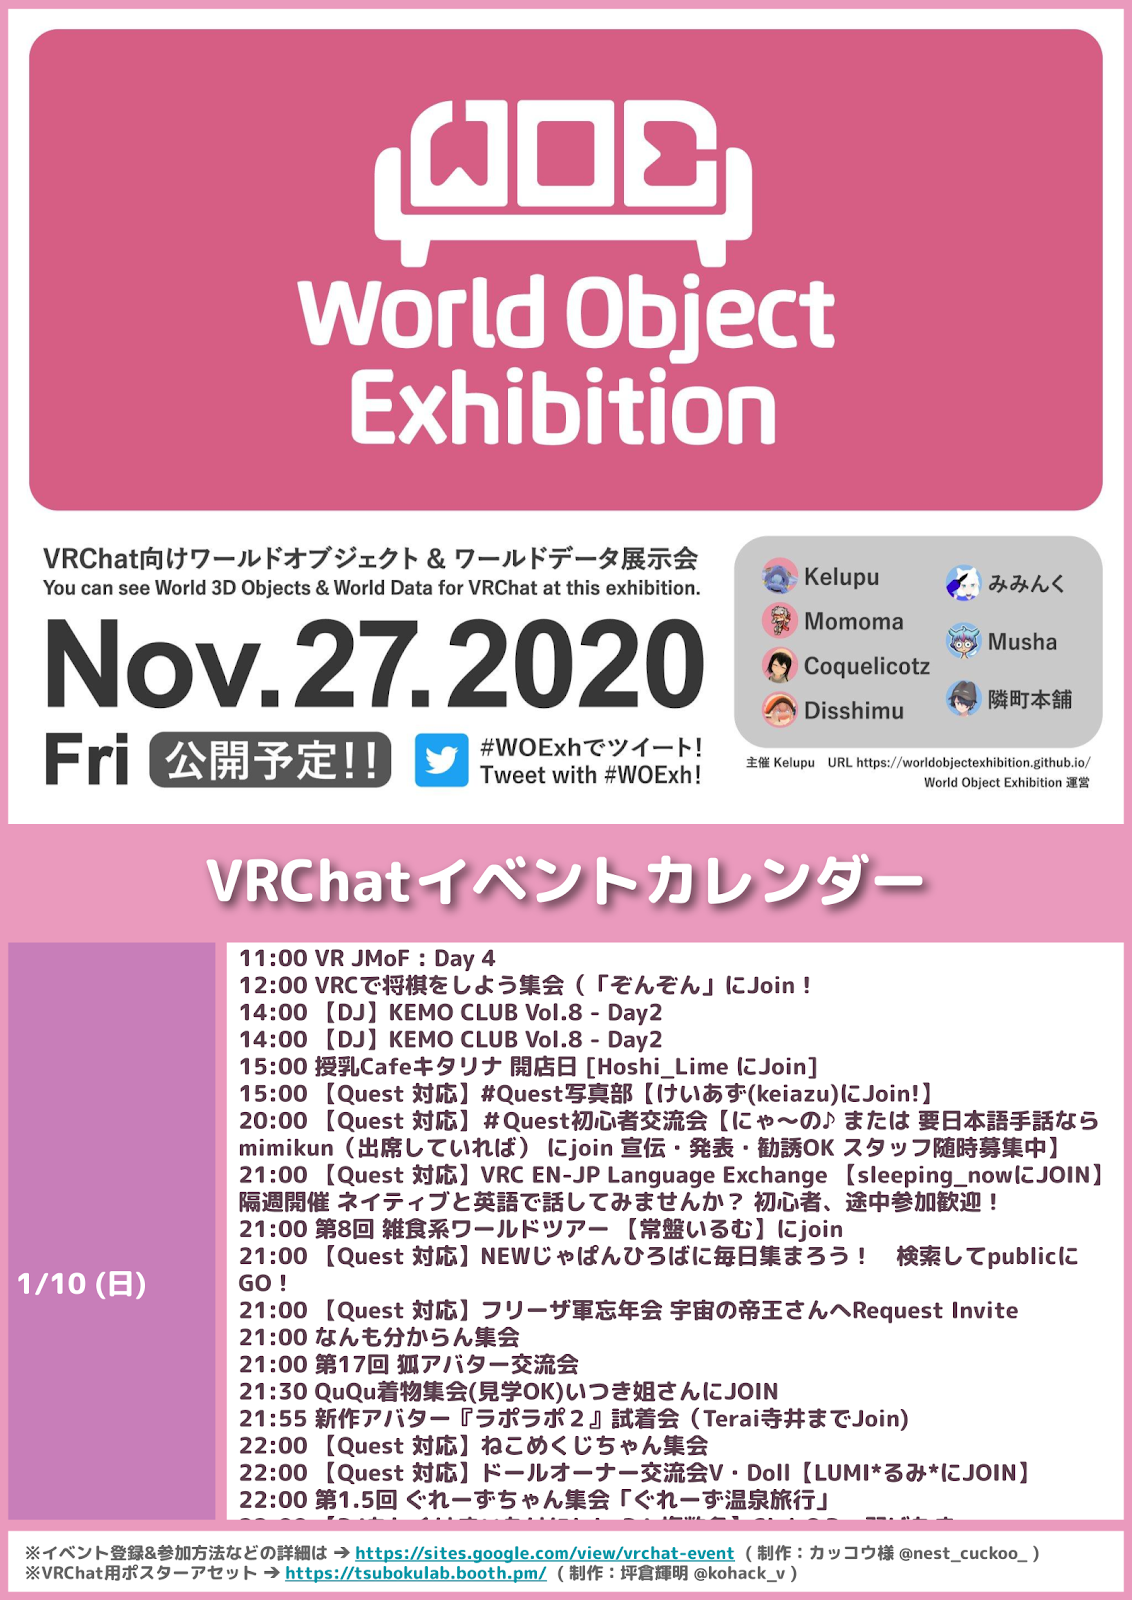 WOE
World Object
Exhibition
VRChat向けワールドオブジェクト & ワールドデータ展示会
You can see World 3D Objects & World Data for VRChat at this exhibition.
Nov.27.2020
Fri 公開予定!!
#WOExhでツイート!
Tweet with #WOExh!
Kelupu
Momoma
Coquelicotz
Disshimu
みみんく
Musha
隣町本舗
主催 Kelupu URL https://worldobjectexhibition.github.io/
World Object Exhibition 運営
VRChatイベントカレンダー
1/10 (日)
11:00 VR JMoF : Day 4
12:00 VRCで将棋をしよう集会（「ぞんぞん」にJoin！
14:00 【DJ】KEMO CLUB Vol.8 - Day2
14:00 【DJ】KEMO CLUB Vol.8 - Day2
15:00 授乳Cafeキタリナ 開店日 [Hoshi_Lime にJoin]
15:00 【Quest 対応】#Quest写真部【けいあず(keiazu)にJoin!】
20:00 【Quest 対応】＃Quest初心者交流会【にゃ～の♪ または 要日本語手話なら
mimikun（出席していれば） にjoin 宣伝・発表・勧誘OK スタッフ随時募集中】
21:00 【Quest 対応】VRC EN-JP Language Exchange 【sleeping_nowにJOIN】
隔週開催 ネイティブと英語で話してみませんか？ 初心者、途中参加歓迎！
21:00 第8回 雑食系ワールドツアー 【常盤いるむ】にjoin
21:00 【Quest 対応】NEWじゃぱんひろばに毎日集まろう！　検索してpublicに
GO！
21:00 【Quest 対応】フリーザ軍忘年会 宇宙の帝王さんへRequest Invite
21:00 なんも分からん集会
21:00 第17回 狐アバター交流会
21:30 QuQu着物集会(見学OK)いつき姐さんにJOIN
21:55 新作アバター『ラポラポ２』試着会（Terai寺井までJoin)
22:00 【Quest 対応】ねこめくじちゃん集会
22:00 【Quest 対応】ドールオーナー交流会V・Doll【LUMI*るみ*にJOIN】
22:00 第1.5回 ぐれーずちゃん集会「ぐれーず温泉旅行」
※イベント登録&参加方法などの詳細は ➔ https://sites.google.com/view/vrchat-event ( 制作：カッコウ様 @nest_cuckoo_ )
※VRChat用ポスターアセット ➔ https://tsubokulab.booth.pm/ ( 制作：坪倉輝明 @kohack_v )